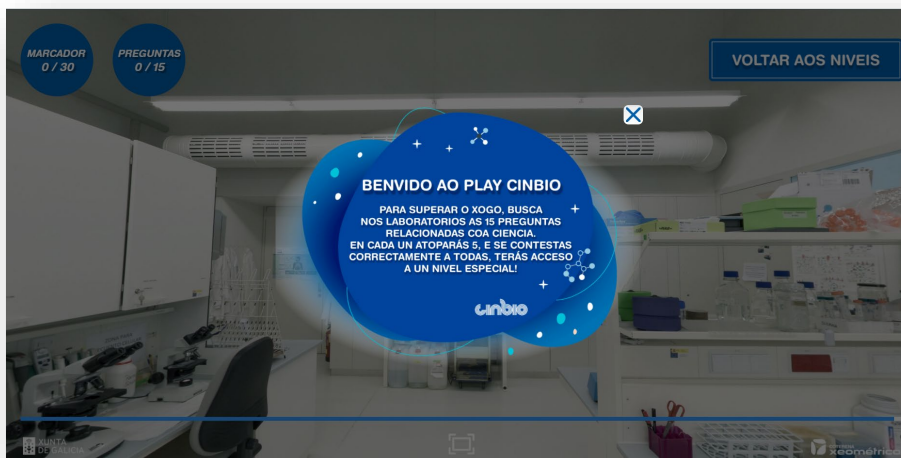 MARCADOR
0 / 30
PREGUNTAS
0 / 15
VOLTAR AOS NIVEIS
BENVIDO AO PLAY CINBIO
PARA SUPERAR O XOGO, BUSCA
NOS LABORATORIOS AS 15 PREGUNTAS
RELACIONADAS COA CIENCIA.
EN CADA UN ATOPARÁS 5, E SE CONTESTAS
CORRECTAMENTE A TODAS, TERÁS ACCESO
A UN NIVEL ESPECIAL!
CINBIO
XUNTA
DE GALICIA
xeométrica